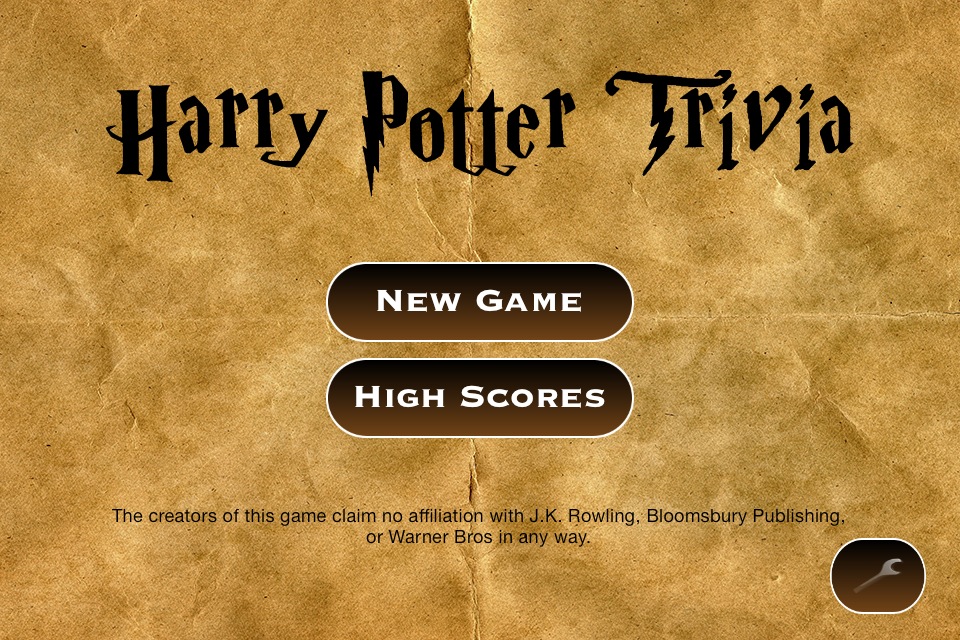 Harry Potter Trivia
New Game
High Scores
The creators of this game claim no affiliation with J.K. Rowling, Bloomsbury Publishing,
or Warner Bros in any way.